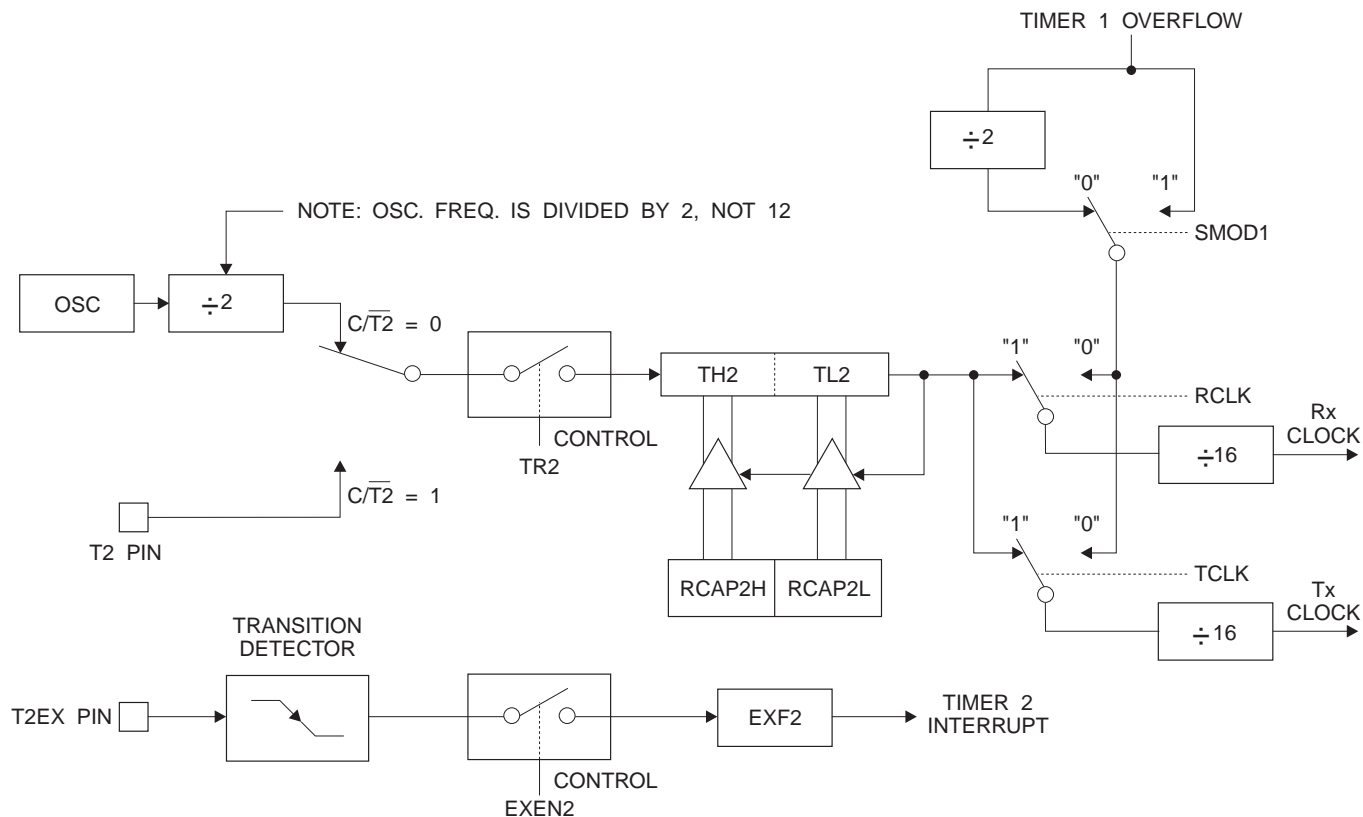 TIMER 1 OVERFLOW
÷2
"0" "1"
NOTE: OSC. FREQ. IS DIVIDED BY 2, NOT 12
SMOD1
OSC
÷2
C/T2̅ = 0
"1" "0"
TH2 TL2
RCLK
Rx
CLOCK
CONTROL
TR2
÷16
C/T2̅ = 1
"1" "0"
T2 PIN
TCLK
RCAP2H RCAP2L
Tx
CLOCK
TRANSITION
DETECTOR
÷16
T2EX PIN
EXF2
TIMER 2
INTERRUPT
CONTROL
EXEN2